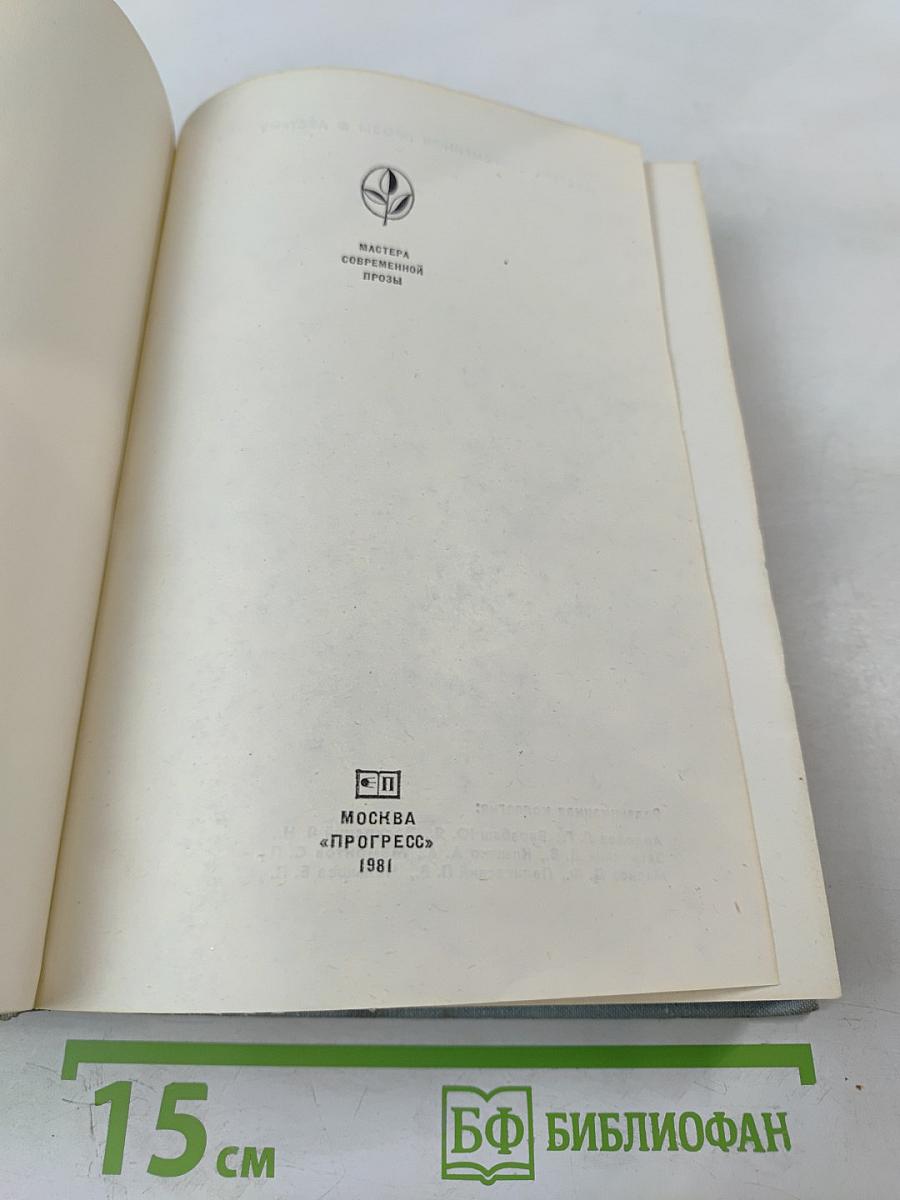 МАСТЕРА
СОВРЕМЕННОЙ
ПРОЗЫ
П
МОСКВА
«ПРОГРЕСС»
1981
15 см
БФ БИБЛИОФАН